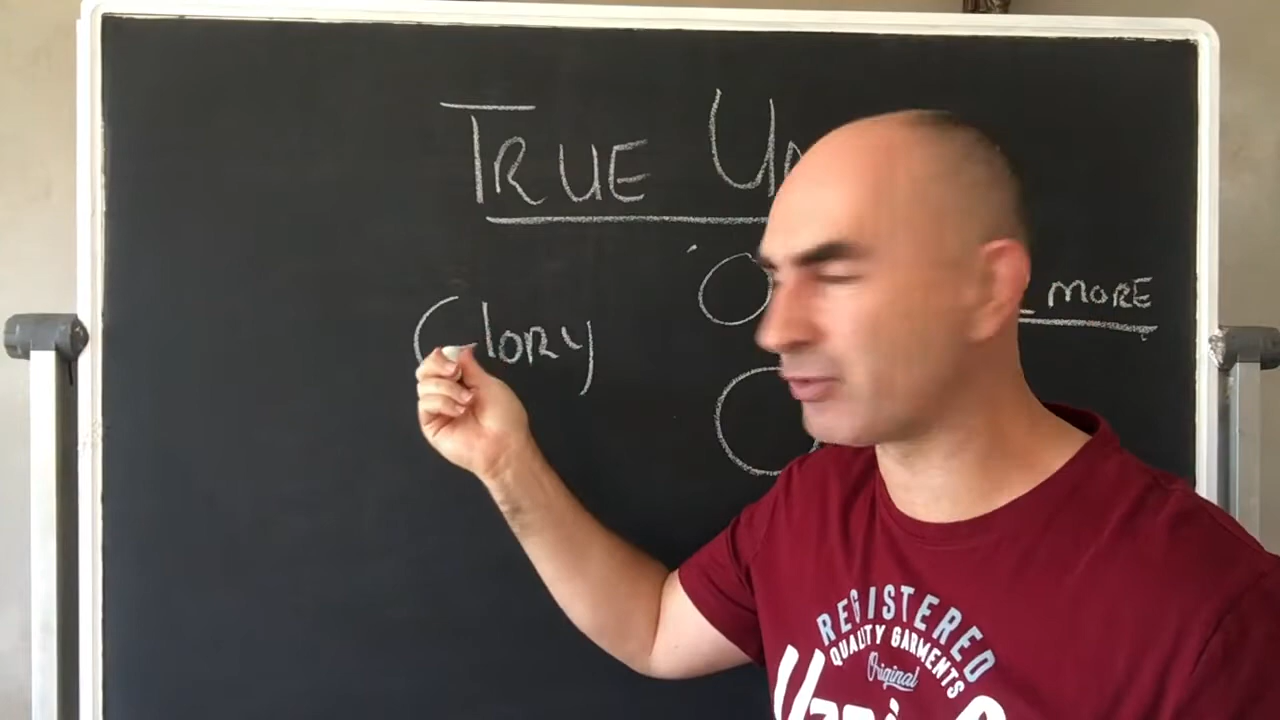 TRUE
MORE
Glory
REGISTERED
QUALITY GARMENTS
Original